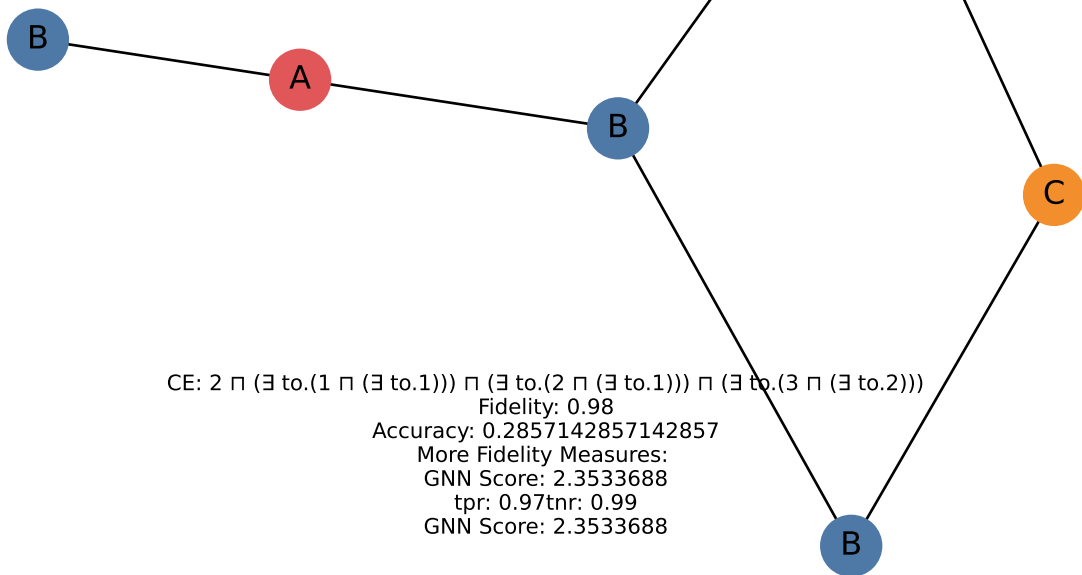 B
A
B
C
CE: 2 ⊓ (∃ to.(1 ⊓ (∃ to.1))) ⊓ (∃ to.(2 ⊓ (∃ to.1))) ⊓ (∃ to.(3 ⊓ (∃ to.2)))
Fidelity: 0.98
Accuracy: 0.2857142857142857
More Fidelity Measures:
GNN Score: 2.3533688
tpr: 0.97tnr: 0.99
GNN Score: 2.3533688
B